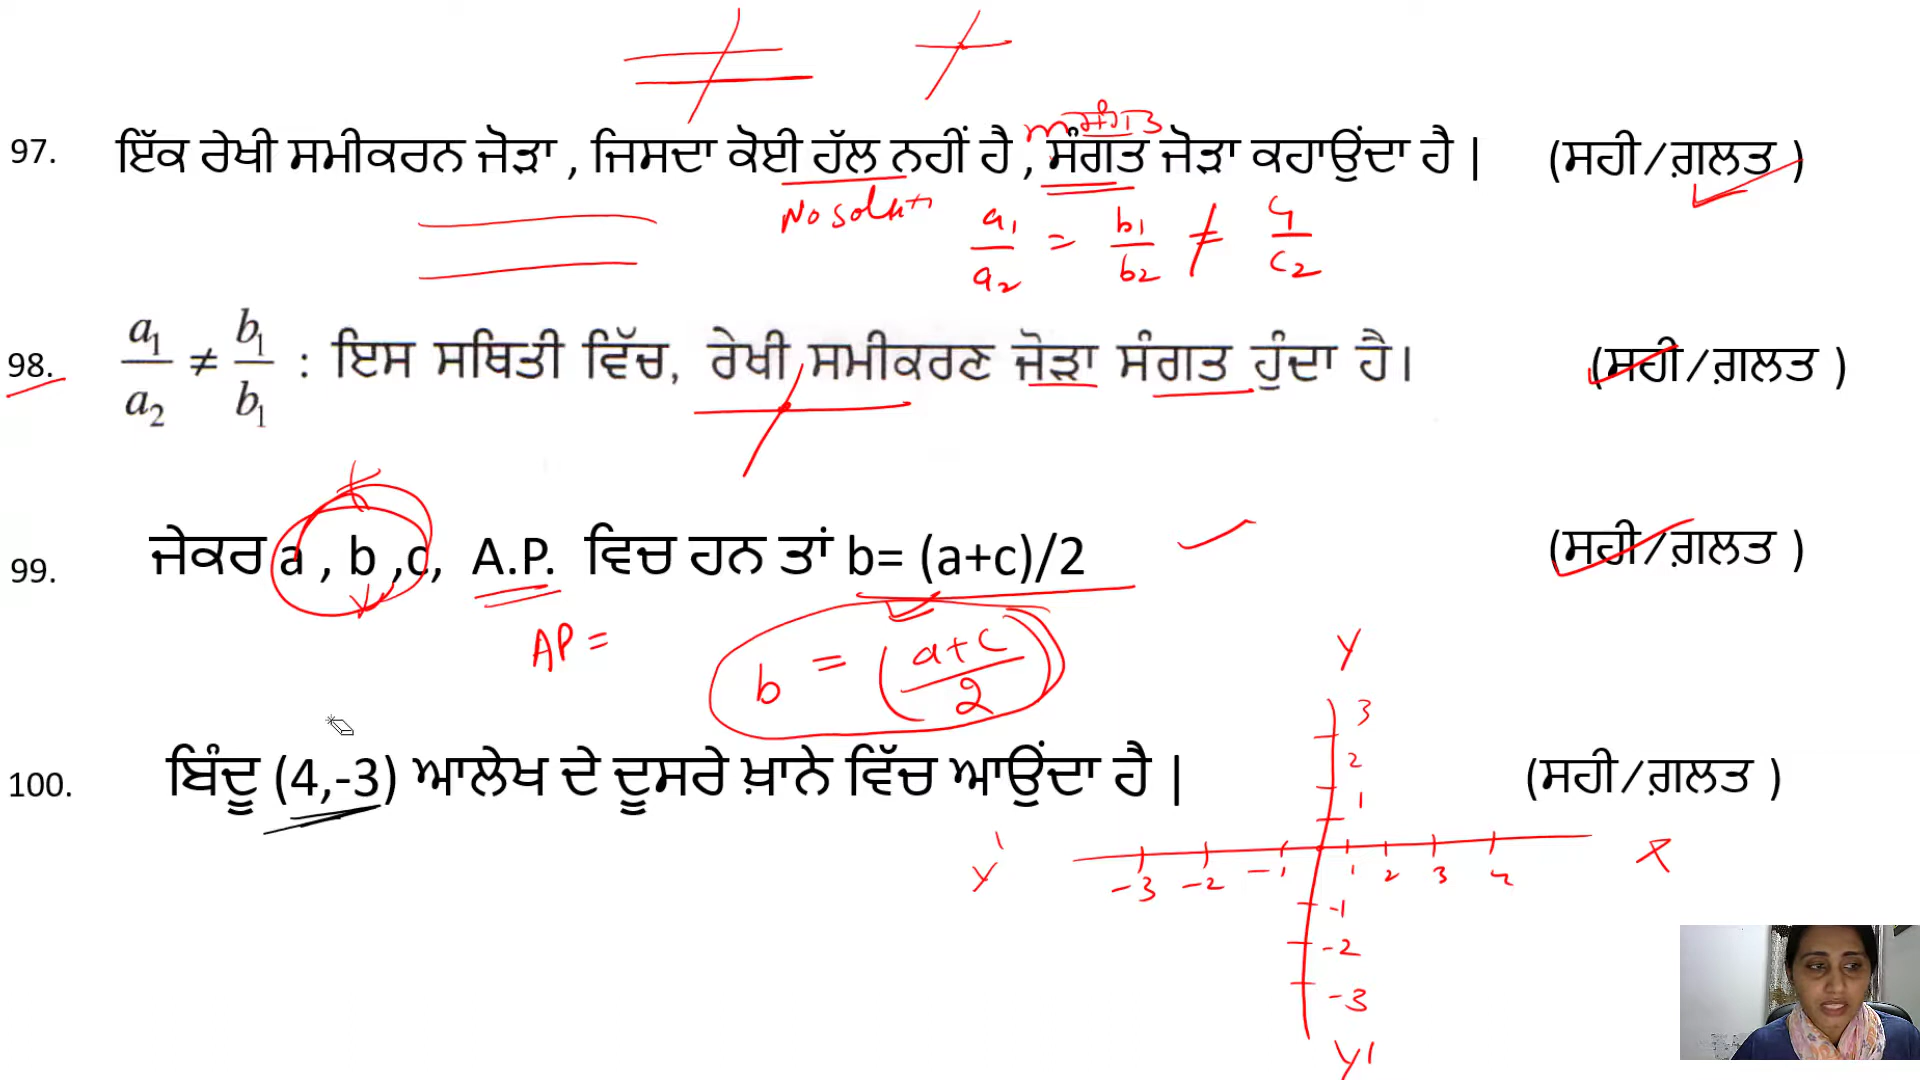 ਅਸੰਗਤ
97. ਇੱਕ ਰੇਖੀ ਸਮੀਕਰਨ ਜੋੜਾ , ਜਿਸਦਾ ਕੋਈ ਹੱਲ ਨਹੀਂ ਹੈ , ਸੰਗਤ ਜੋੜਾ ਕਹਾਉਂਦਾ ਹੈ | (ਸਹੀ/ਗ਼ਲਤ )
No solutn a1/a2 = b1/b2 ≠ c1/c2
98. a1/a2 ≠ b1/b1 : ਇਸ ਸਥਿਤੀ ਵਿੱਚ, ਰੇਖੀ ਸਮੀਕਰਣ ਜੋੜਾ ਸੰਗਤ ਹੁੰਦਾ ਹੈ। (ਸਹੀ/ਗ਼ਲਤ )
99. ਜੇਕਰ a , b ,c, A.P. ਵਿਚ ਹਨ ਤਾਂ b= (a+c)/2 (ਸਹੀ/ਗ਼ਲਤ )
AP = b = (a+c/2)
100. ਬਿੰਦੂ (4,-3) ਆਲੇਖ ਦੇ ਦੂਸਰੇ ਖ਼ਾਨੇ ਵਿੱਚ ਆਉਂਦਾ ਹੈ | (ਸਹੀ/ਗ਼ਲਤ )
Y
3
2
1
X' X
-3 -2 -1 1 2 3 4
-1
-2
-3
Y'